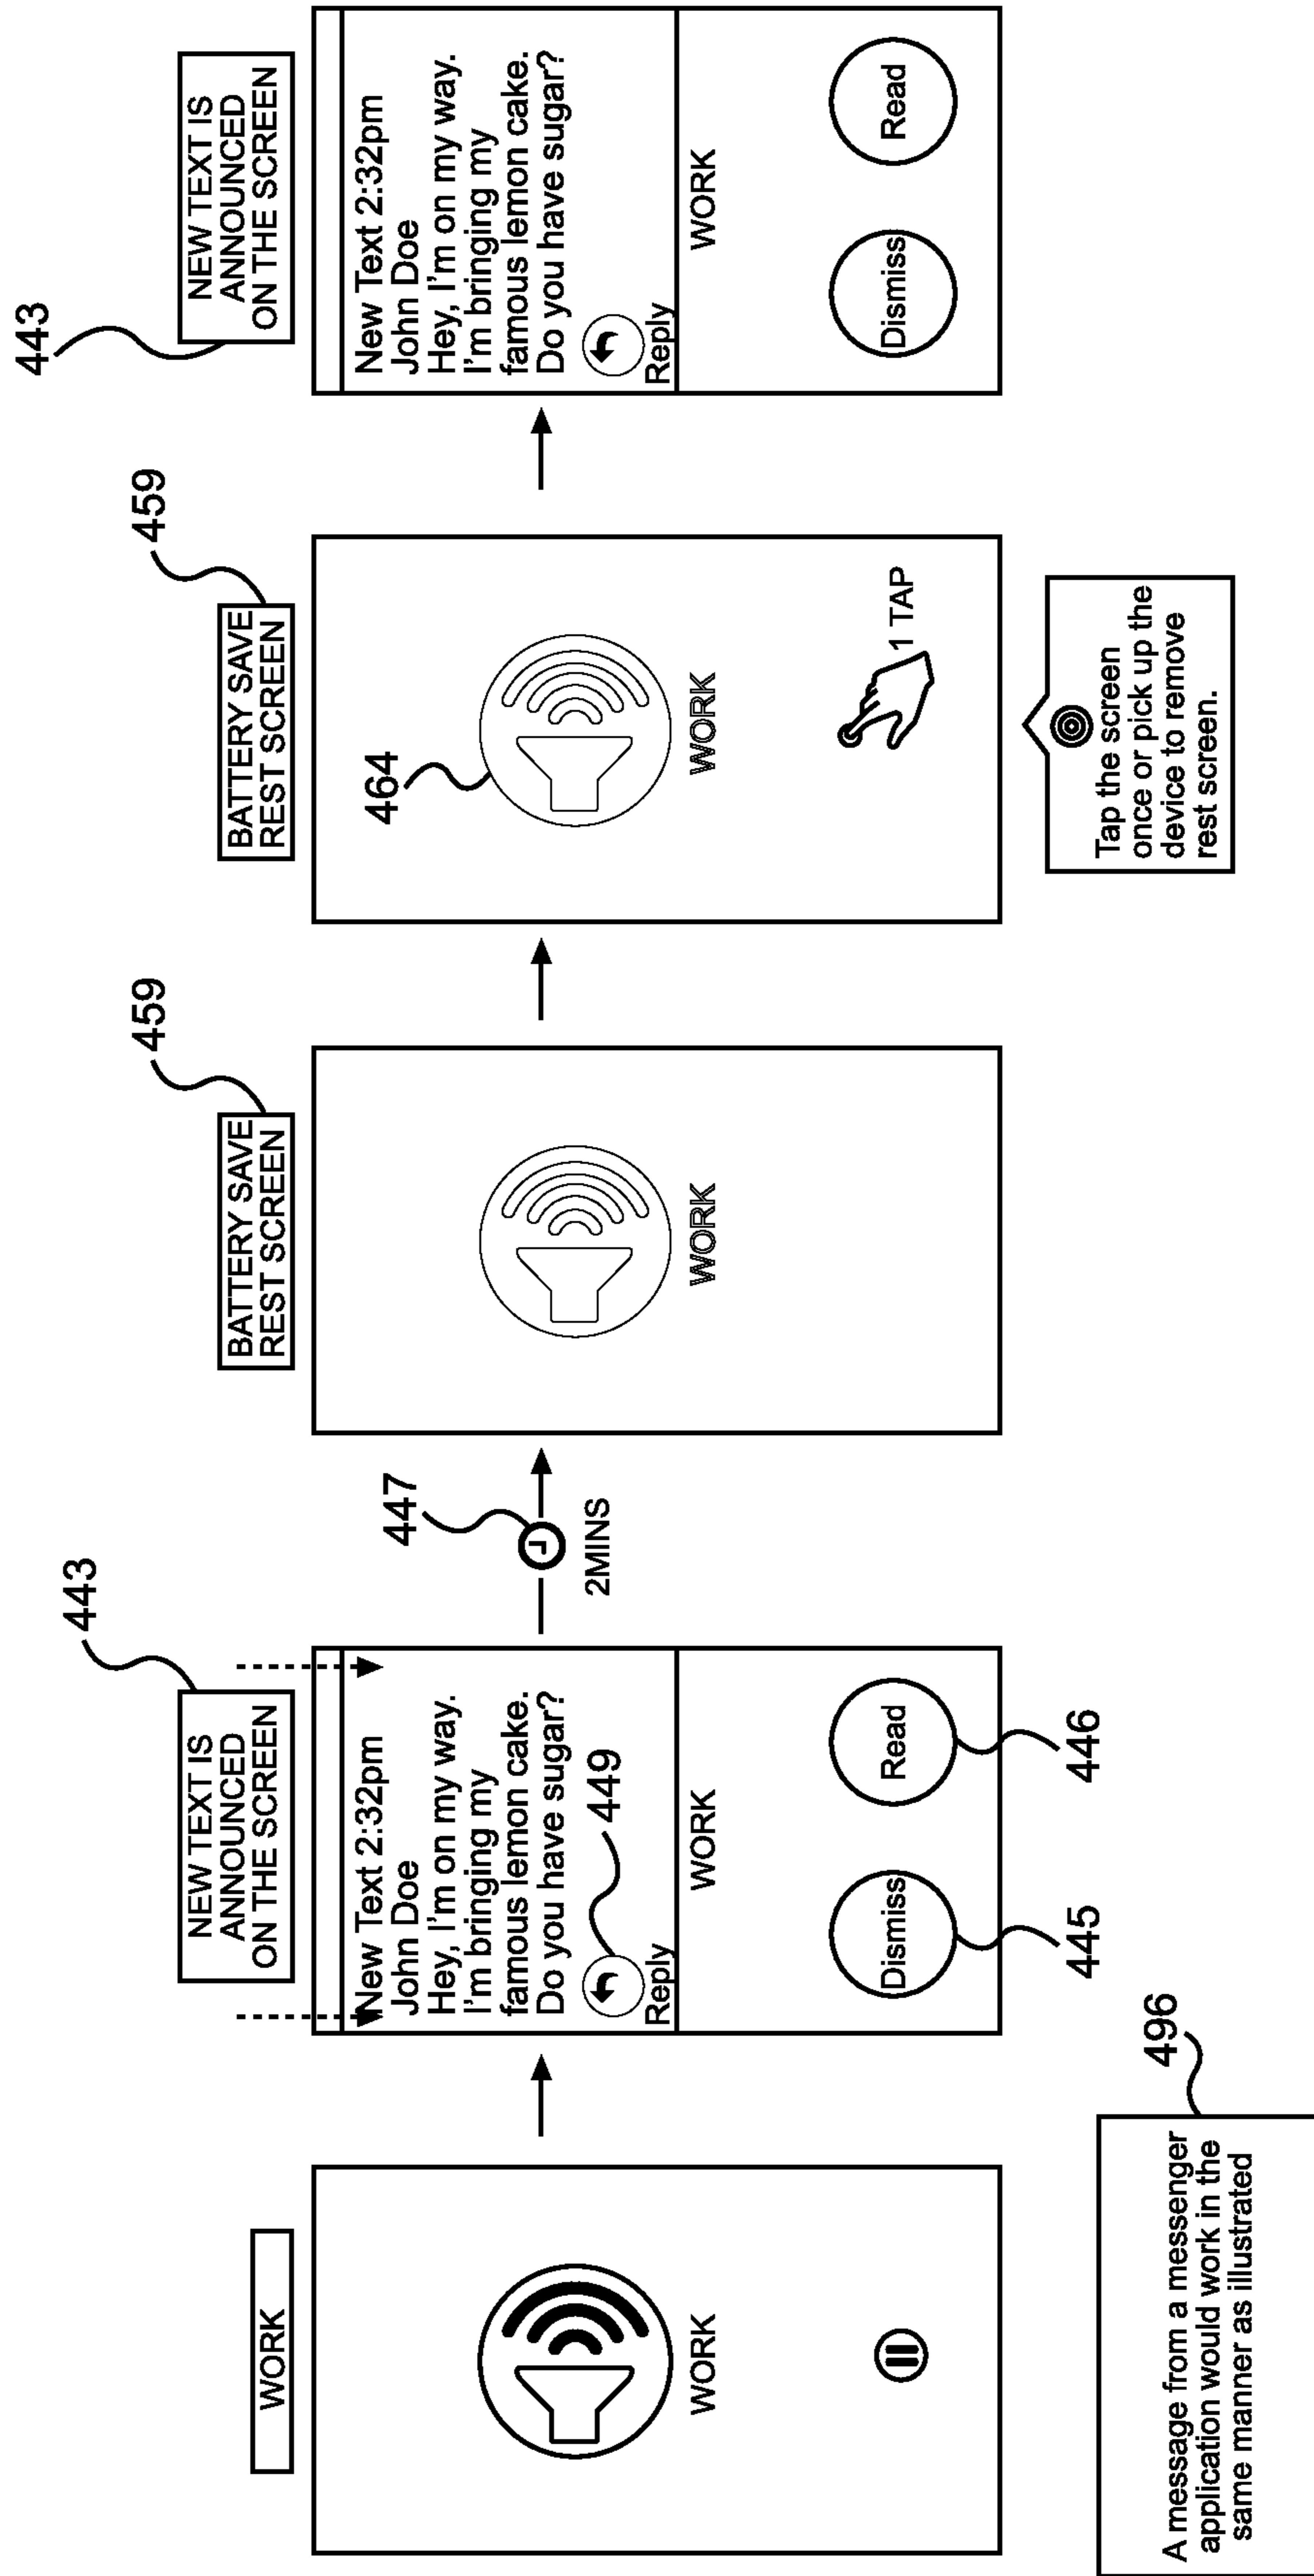 WORK
WORK
A message from a messenger
application would work in the
same manner as illustrated
496
443
NEW TEXT IS
ANNOUNCED
ON THE SCREEN
New Text 2:32pm
John Doe
Hey, I'm on my way.
I'm bringing my
famous lemon cake.
Do you have sugar?
449
Reply
WORK
Dismiss
Read
445
446
447
2MINS
459
BATTERY SAVE
REST SCREEN
WORK
459
BATTERY SAVE
REST SCREEN
464
WORK
1 TAP
Tap the screen
once or pick up the
device to remove
rest screen.
443
NEW TEXT IS
ANNOUNCED
ON THE SCREEN
New Text 2:32pm
John Doe
Hey, I'm on my way.
I'm bringing my
famous lemon cake.
Do you have sugar?
Reply
WORK
Dismiss
Read